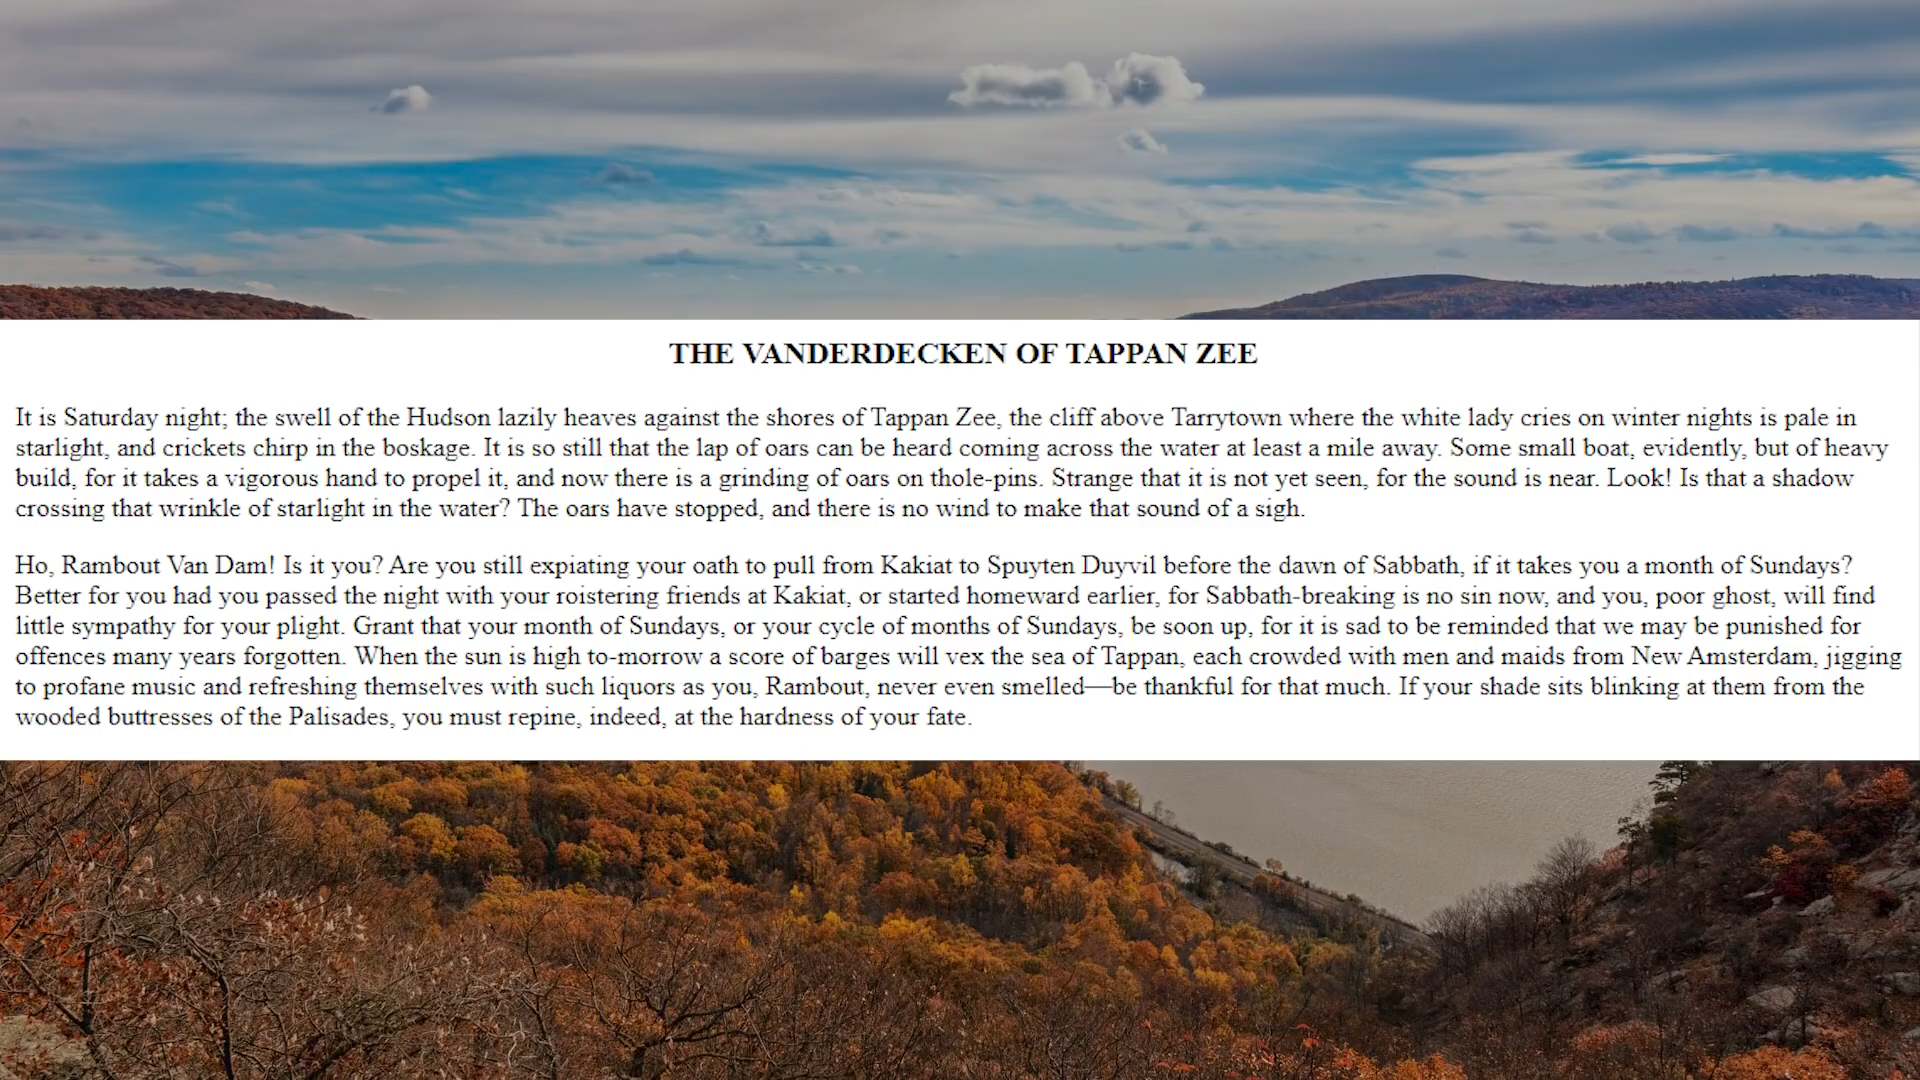 THE VANDERDECKEN OF TAPPAN ZEE
It is Saturday night; the swell of the Hudson lazily heaves against the shores of Tappan Zee, the cliff above Tarrytown where the white lady cries on winter nights is pale in
starlight, and crickets chirp in the boskage. It is so still that the lap of oars can be heard coming across the water at least a mile away. Some small boat, evidently, but of heavy
build, for it takes a vigorous hand to propel it, and now there is a grinding of oars on thole-pins. Strange that it is not yet seen, for the sound is near. Look! Is that a shadow
crossing that wrinkle of starlight in the water? The oars have stopped, and there is no wind to make that sound of a sigh.
Ho, Rambout Van Dam! Is it you? Are you still expiating your oath to pull from Kakiat to Spuyten Duyvil before the dawn of Sabbath, if it takes you a month of Sundays?
Better for you had you passed the night with your roistering friends at Kakiat, or started homeward earlier, for Sabbath-breaking is no sin now, and you, poor ghost, will find
little sympathy for your plight. Grant that your month of Sundays, or your cycle of months of Sundays, be soon up, for it is sad to be reminded that we may be punished for
offences many years forgotten. When the sun is high to-morrow a score of barges will vex the sea of Tappan, each crowded with men and maids from New Amsterdam, jigging
to profane music and refreshing themselves with such liquors as you, Rambout, never even smelled—be thankful for that much. If your shade sits blinking at them from the
wooded buttresses of the Palisades, you must repine, indeed, at the hardness of your fate.